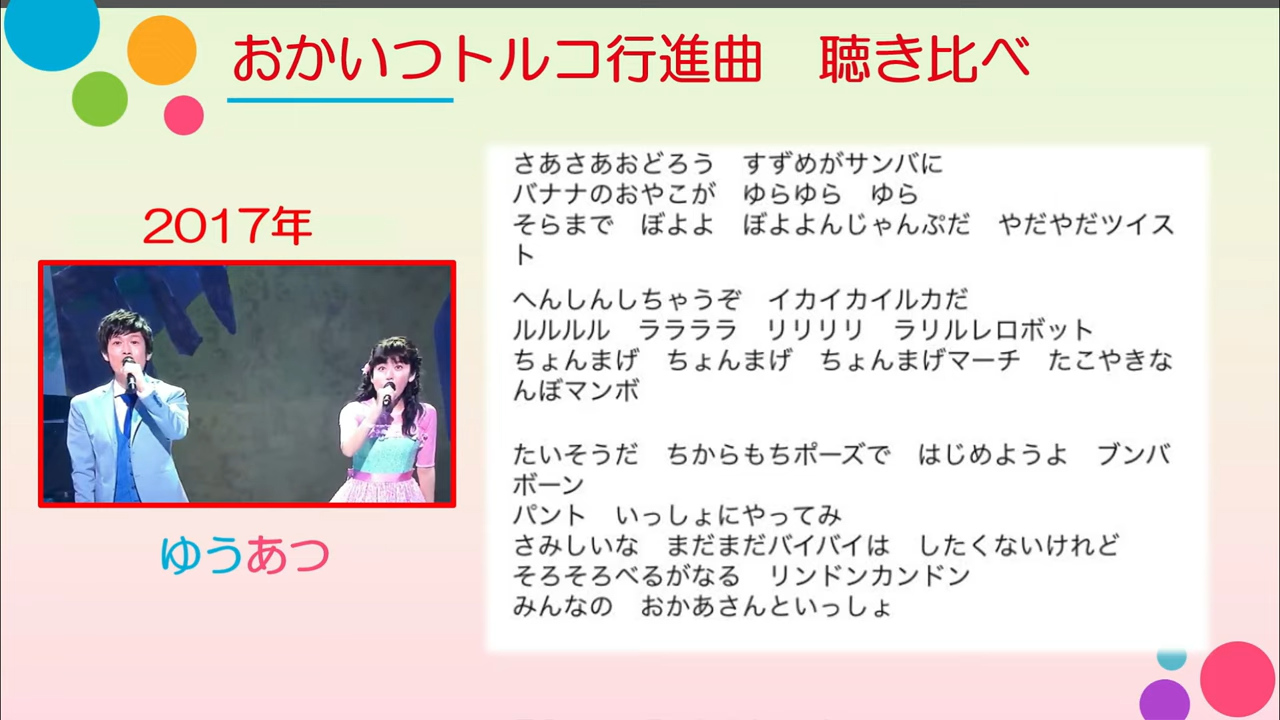 おかいつトルコ行進曲　聴き比べ
2017年
ゆうあつ
さあさあおどろう　すずめがサンバに
バナナのおやこが　ゆらゆら　ゆら
そらまで　ぼよよ　ぼよよんじゃんぷだ　やだやだツイス
ト
へんしんしちゃうぞ　イカイカイルカだ
ルルルル　ララララ　リリリリ　ラリルレロボット
ちょんまげ　ちょんまげ　ちょんまげマーチ　たこやきな
んぼマンボ
たいそうだ　ちからもちポーズで　はじめようよ　ブンバ
ボーン
パント　いっしょにやってみ
さみしいな　まだまだバイバイは　したくないけれど
そろそろべるがなる　リンドンカンドン
みんなの　おかあさんといっしょ